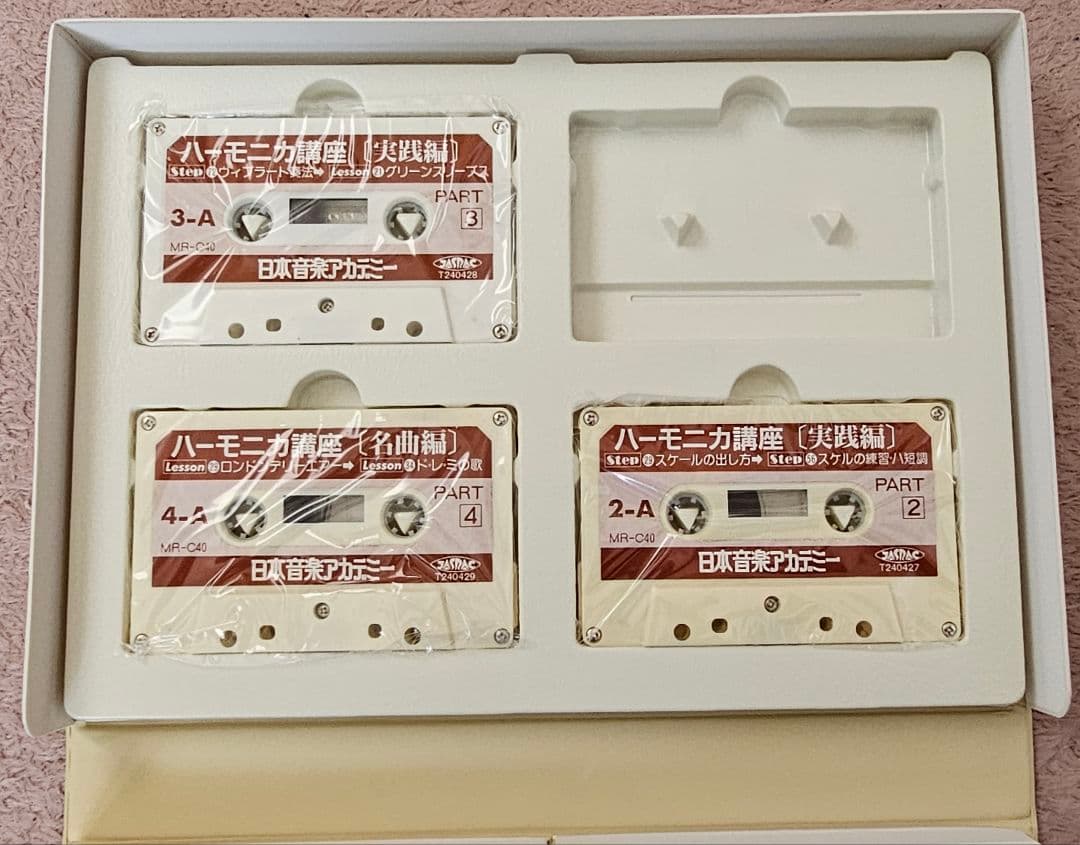 ハーモニカ講座〔実践編〕
Step ヴィブラート奏法➡ Lesson ㉑グリーンスリーブス
PART
3-A
3
MR-C40
日本音楽アカデミー
JASRAC
T240428
ハーモニカ講座〔名曲編〕
Lesson ロンドンデリーエアー➡ Lesson ㉞ド・レ・ミの歌
PART
4-A
4
MR-C40
日本音楽アカデミー
JASRAC
T240429
ハーモニカ講座〔実践編〕
Step スケールの出し方➡ Step スケルの練習・ハ短調
PART
2-A
2
MR-C40
日本音楽アカデミー
JASRAC
T240427